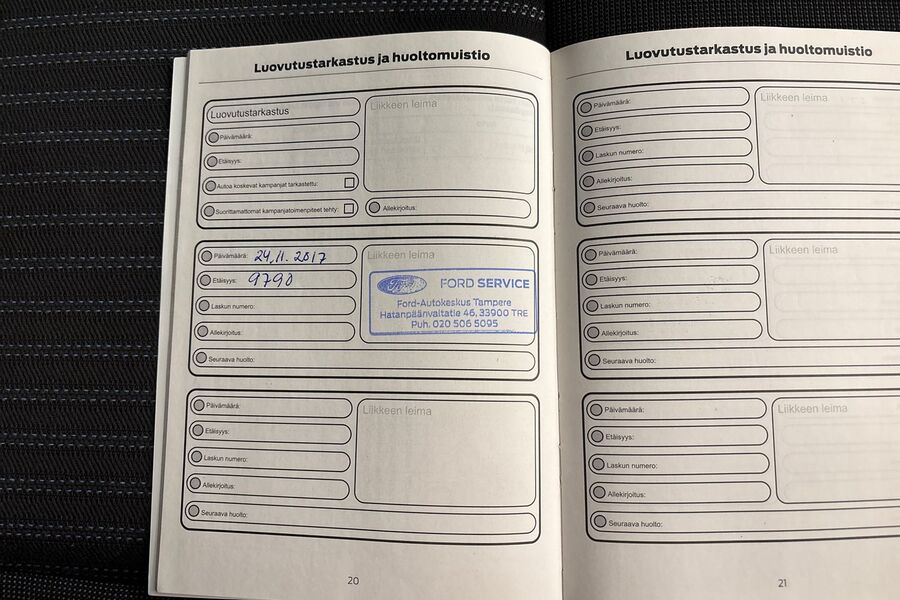 Luovutustarkastus ja huoltomuistio
Luovutustarkastus
Päivämäärä:
Etäisyys:
Autoa koskevat kampanjat tarkastettu:
Suorittamattomat kampanjatoimenpiteet tehty:
Liikkeen leima
Allekirjoitus:
Päivämäärä: 24.11.2017
Etäisyys: 9790
Laskun numero:
Allekirjoitus:
Seuraava huolto:
Liikkeen leima
Ford FORD SERVICE
Ford-Autokeskus Tampere
Hatanpäänvaltatie 46, 33900 TRE
Puh. 020 506 5095
Päivämäärä:
Etäisyys:
Laskun numero:
Allekirjoitus:
Seuraava huolto:
Liikkeen leima
20
Luovutustarkastus ja huoltomuistio
Päivämäärä:
Etäisyys:
Laskun numero:
Allekirjoitus:
Seuraava huolto:
Liikkeen leima
Päivämäärä:
Etäisyys:
Laskun numero:
Allekirjoitus:
Seuraava huolto:
Liikkeen leima
Päivämäärä:
Etäisyys:
Laskun numero:
Allekirjoitus:
Seuraava huolto:
Liikkeen leima
21